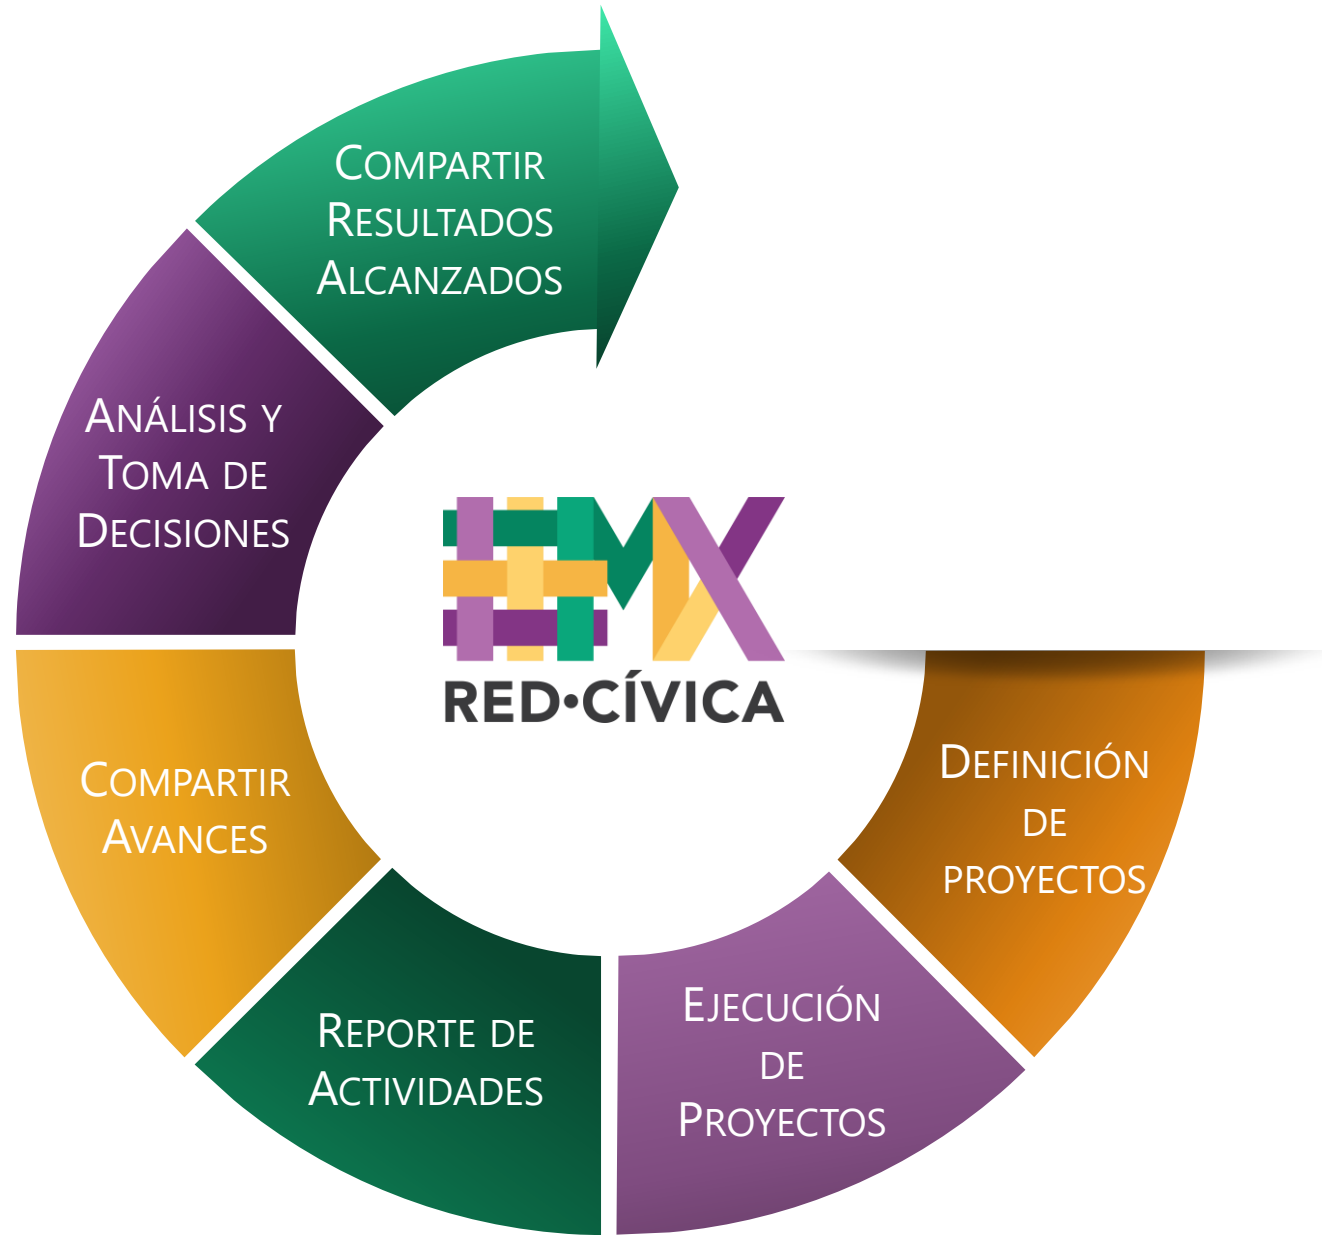 COMPARTIR
RESULTADOS
ALCANZADOS
ANÁLISIS Y
TOMA DE
DECISIONES
#MX
RED•CÍVICA
COMPARTIR
AVANCES
DEFINICIÓN
DE
PROYECTOS
REPORTE DE
ACTIVIDADES
EJECUCIÓN
DE
PROYECTOS